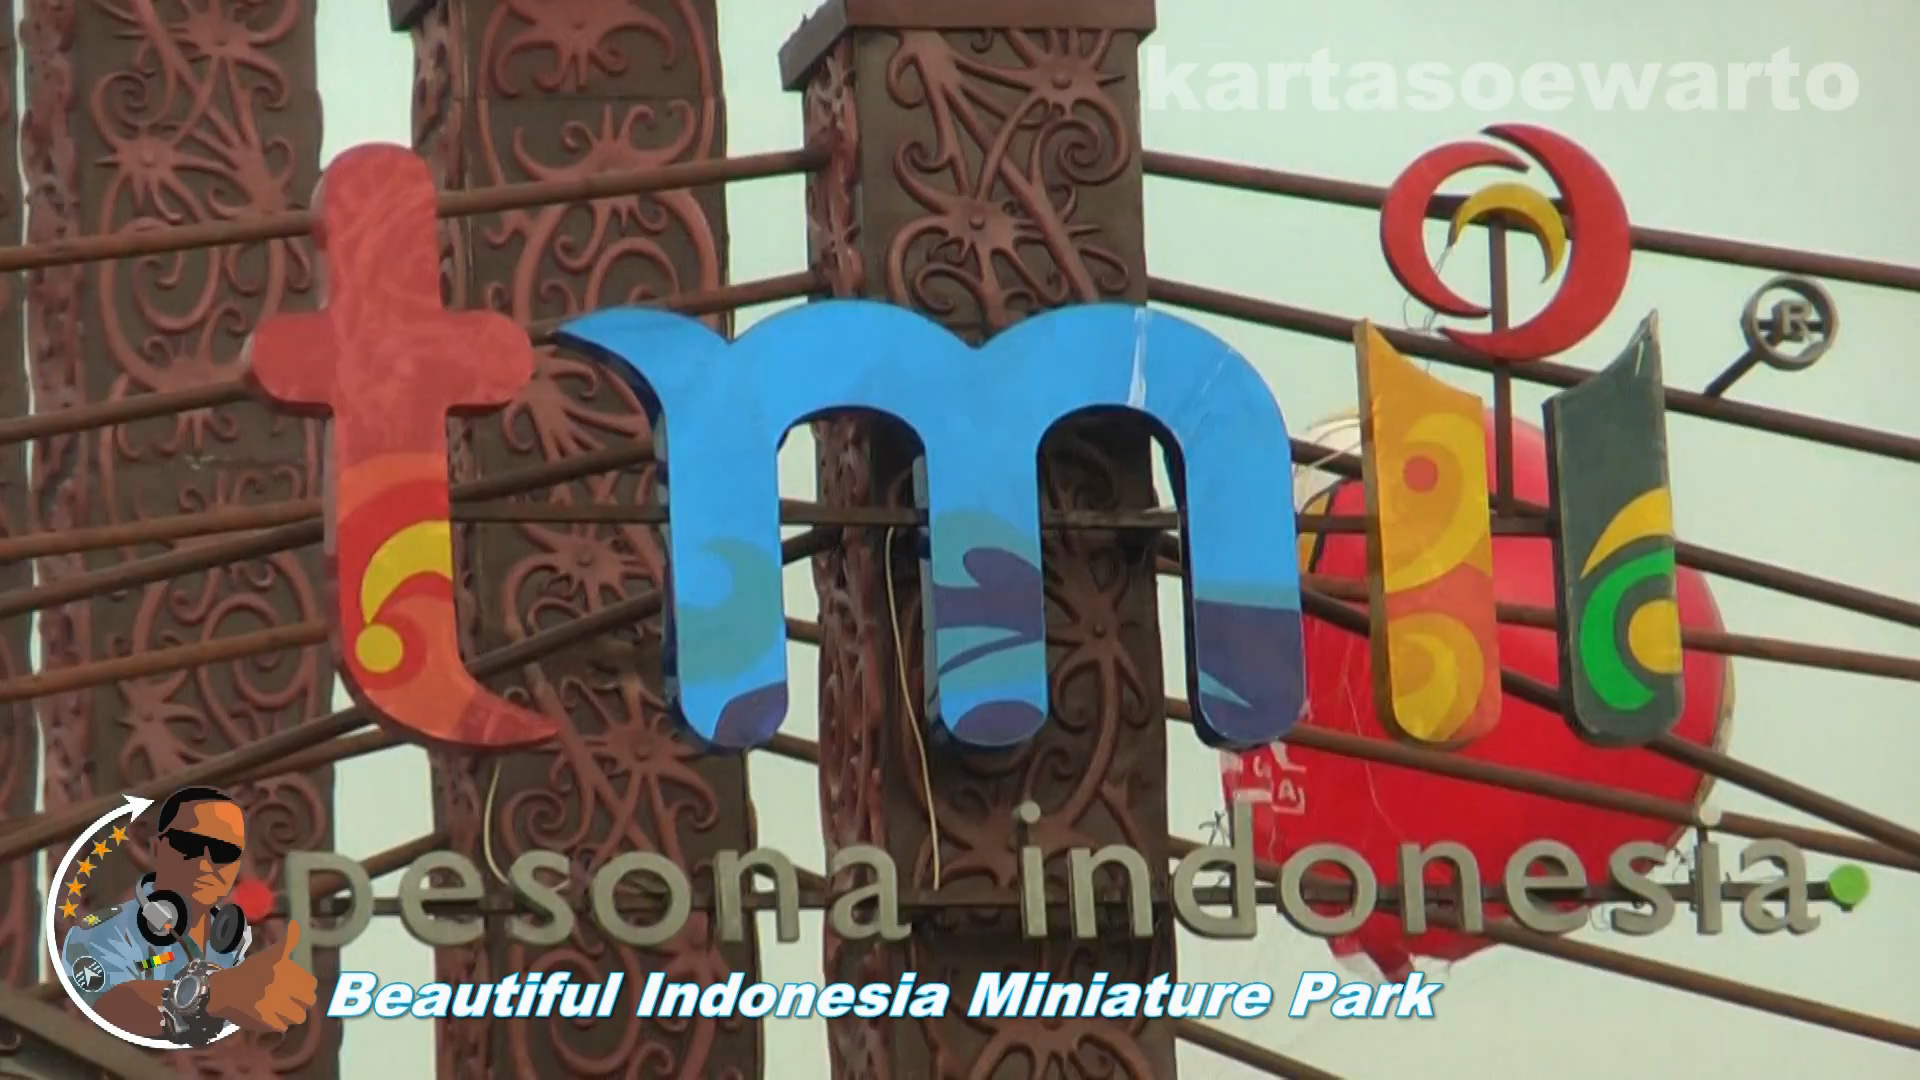 kartasoewarto
tmii ®
pesona indonesia
Beautiful Indonesia Miniature Park